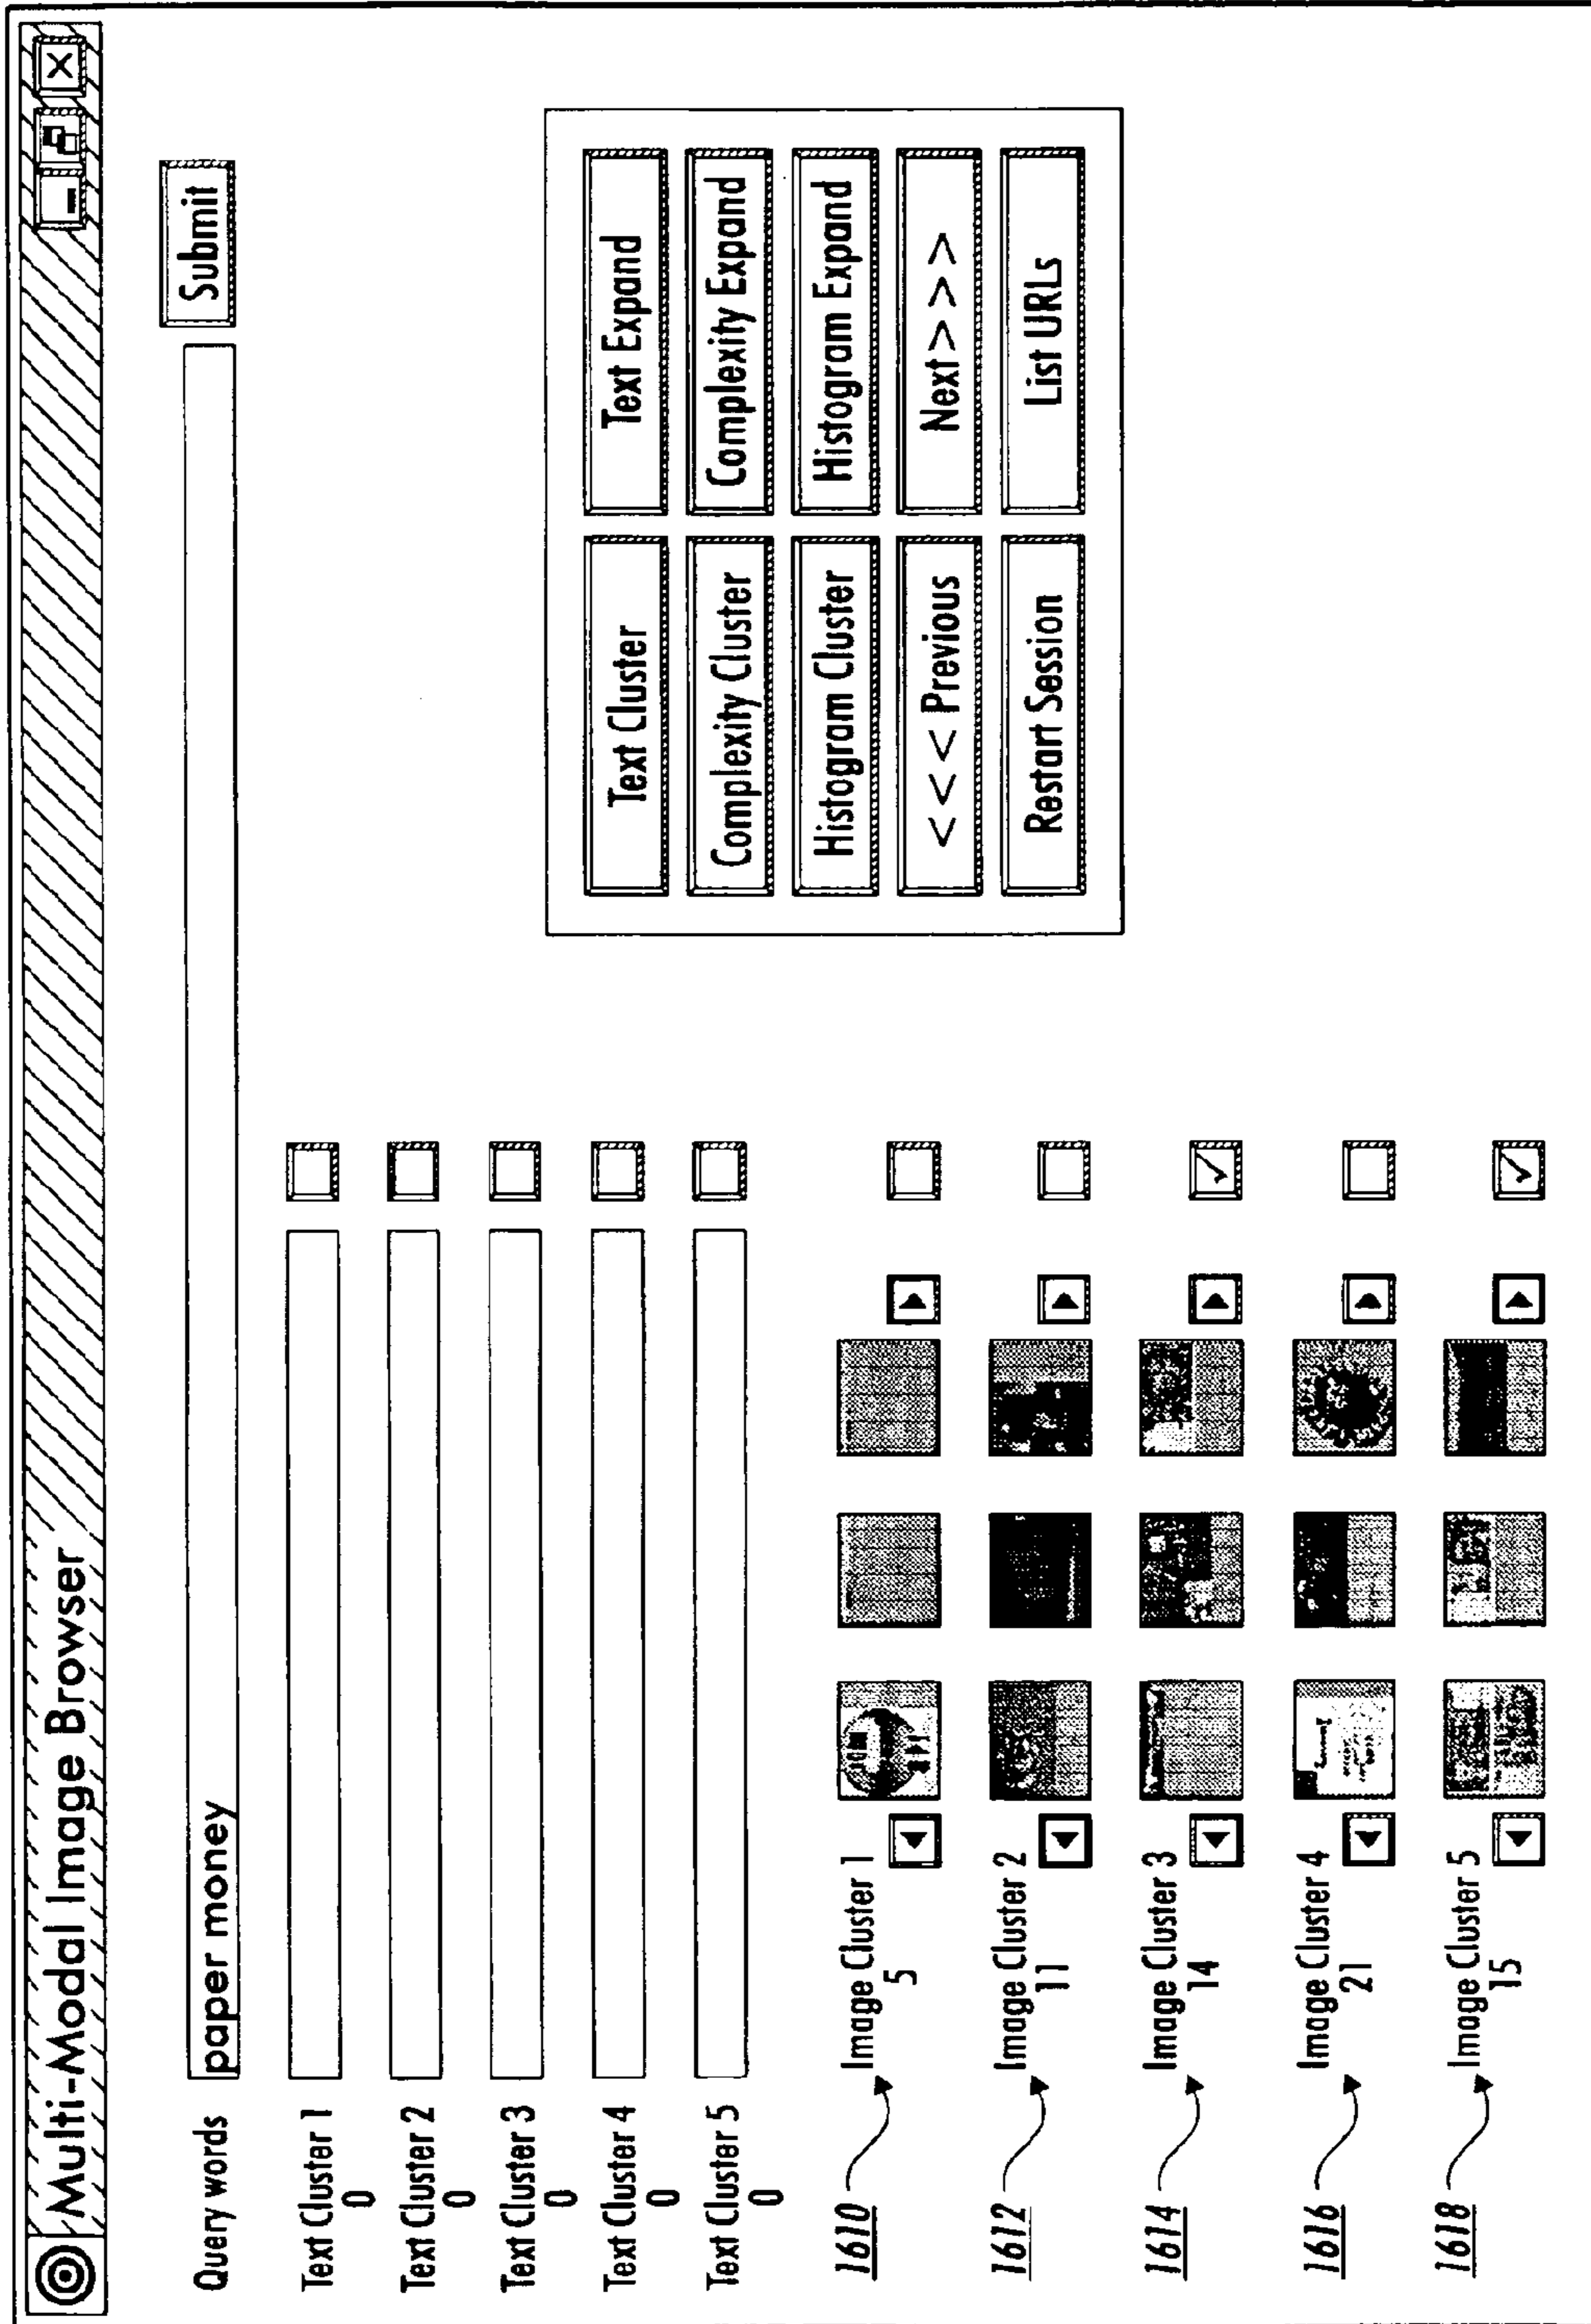 Multi-Modal Image Browser
Query words paper money Submit
Text Cluster 1
0
Text Cluster 2
0
Text Cluster 3
0
Text Cluster 4
0
Text Cluster 5
0
Text Cluster Text Expand
Complexity Cluster Complexity Expand
Histogram Cluster Histogram Expand
<<< Previous Next>>>
Restart Session List URLs
1610 Image Cluster 1
5
1612 Image Cluster 2
11
1614 Image Cluster 3
14
1616 Image Cluster 4
21
1618 Image Cluster 5
15